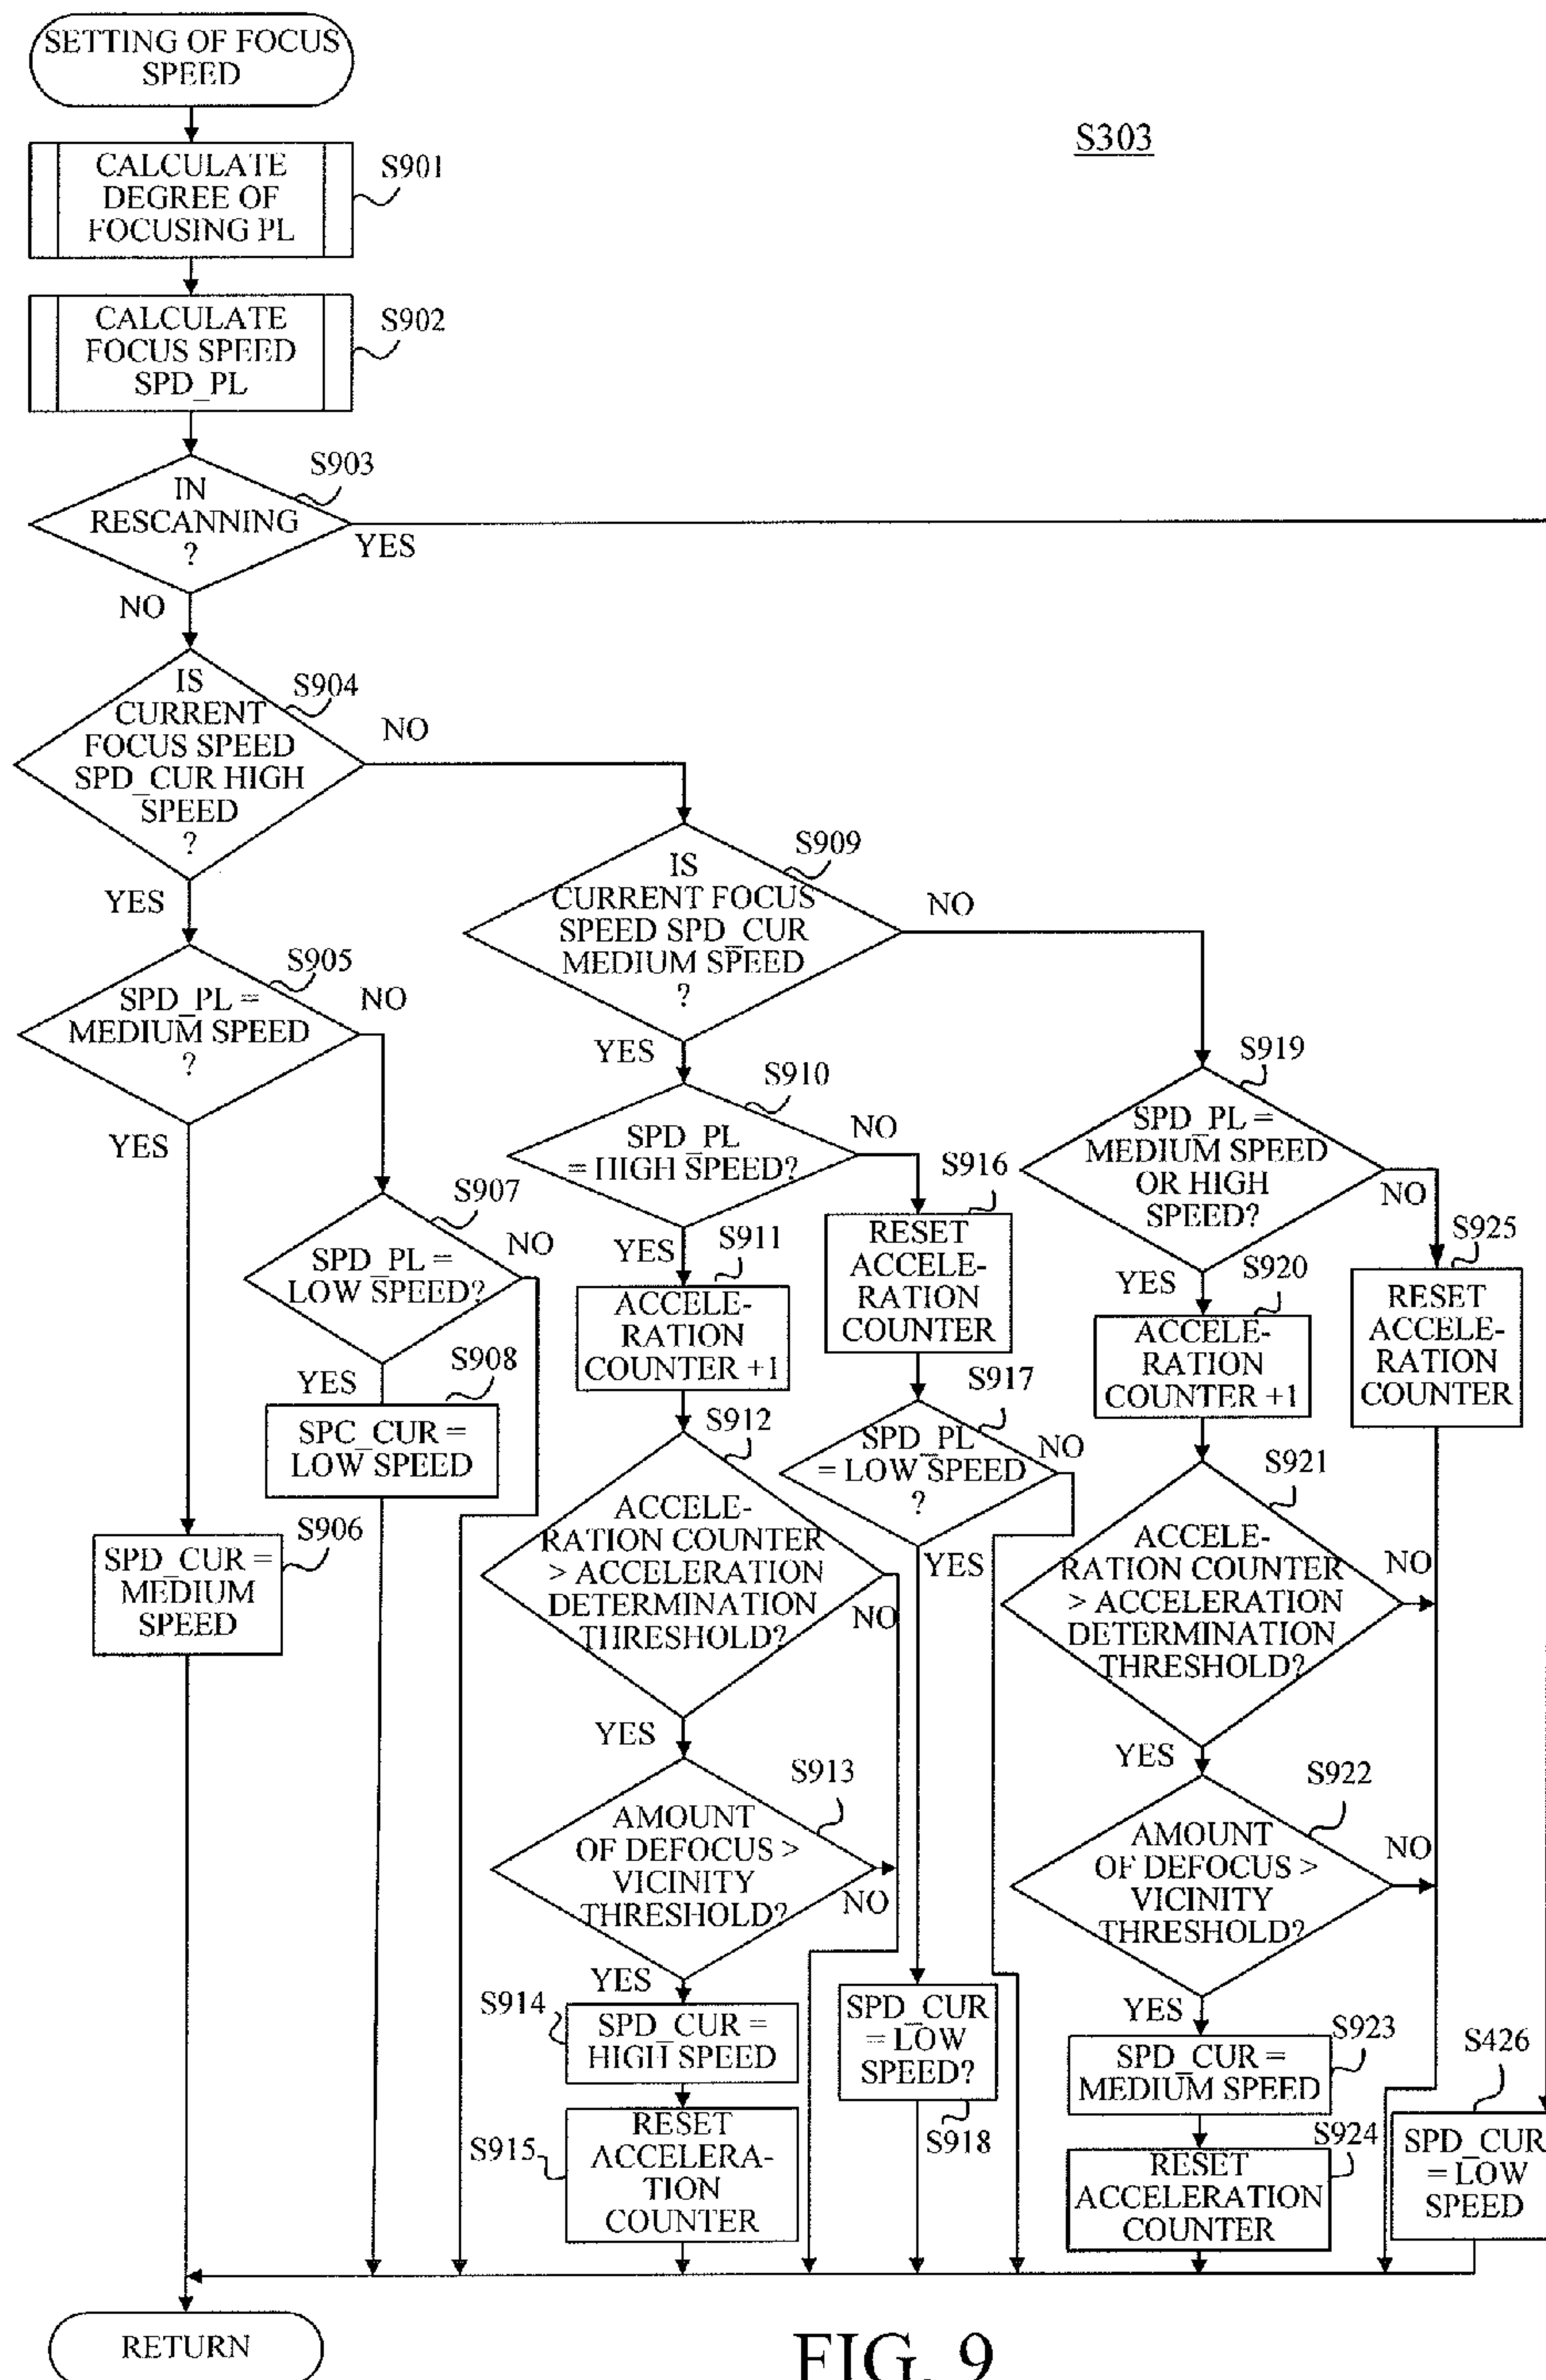 SETTING OF FOCUS
SPEED
S303
CALCULATE
DEGREE OF
FOCUSING PL
S901
CALCULATE
FOCUS SPEED
SPD_PL
S902
IN
RESCANNING
?
S903
YES
NO
IS
CURRENT
FOCUS SPEED
SPD_CUR HIGH
SPEED
?
S904
NO
YES
SPD_PL =
MEDIUM SPEED
?
S905
NO
YES
SPD_PL =
LOW SPEED?
S907
NO
YES
SPC_CUR =
LOW SPEED
S908
SPD_CUR =
MEDIUM
SPEED
S906
IS
CURRENT FOCUS
SPEED SPD_CUR
MEDIUM SPEED
?
S909
NO
YES
SPD_PL
= HIGH SPEED?
S910
NO
YES
ACCELE-
RATION
COUNTER +1
S911
ACCELE-
RATION COUNTER
> ACCELERATION
DETERMINATION
THRESHOLD?
S912
NO
YES
AMOUNT
OF DEFOCUS >
VICINITY
THRESHOLD?
S913
NO
YES
SPD_CUR =
HIGH SPEED
S914
RESET
ACCELERA-
TION
COUNTER
S915
RESET
ACCELE-
RATION
COUNTER
S916
SPD_PL
= LOW SPEED
?
S917
NO
YES
SPD_CUR
= LOW
SPEED?
S918
SPD_PL =
MEDIUM SPEED
OR HIGH
SPEED?
S919
NO
YES
ACCELE-
RATION
COUNTER +1
S920
ACCELE-
RATION COUNTER
> ACCELERATION
DETERMINATION
THRESHOLD?
S921
NO
YES
AMOUNT
OF DEFOCUS >
VICINITY
THRESHOLD?
S922
NO
YES
SPD_CUR =
MEDIUM SPEED
S923
RESET
ACCELERATION
COUNTER
S924
RESET
ACCELE-
RATION
COUNTER
S925
SPD_CUR
= LOW
SPEED
S426
RETURN
FIG. 9